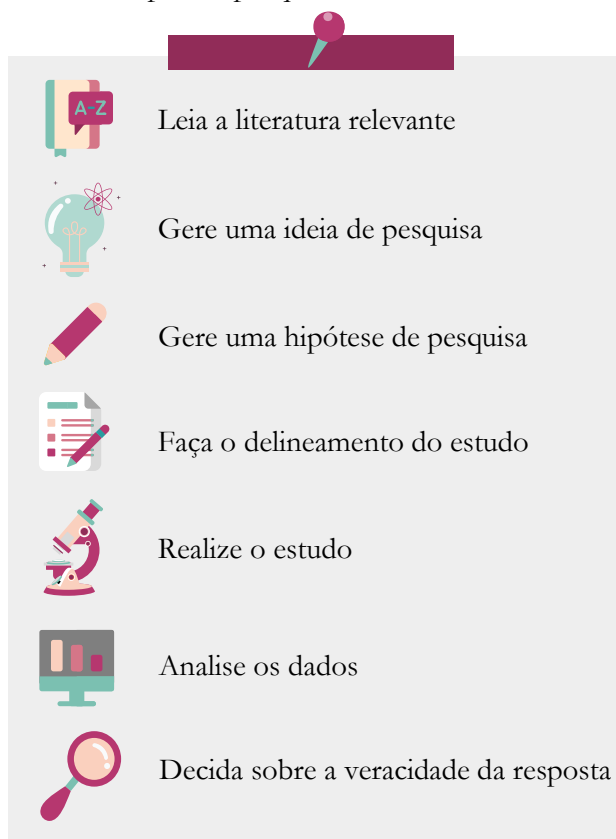 A-Z
Leia a literatura relevante
Gere uma ideia de pesquisa
Gere uma hipótese de pesquisa
Faça o delineamento do estudo
Realize o estudo
Analise os dados
Decida sobre a veracidade da resposta